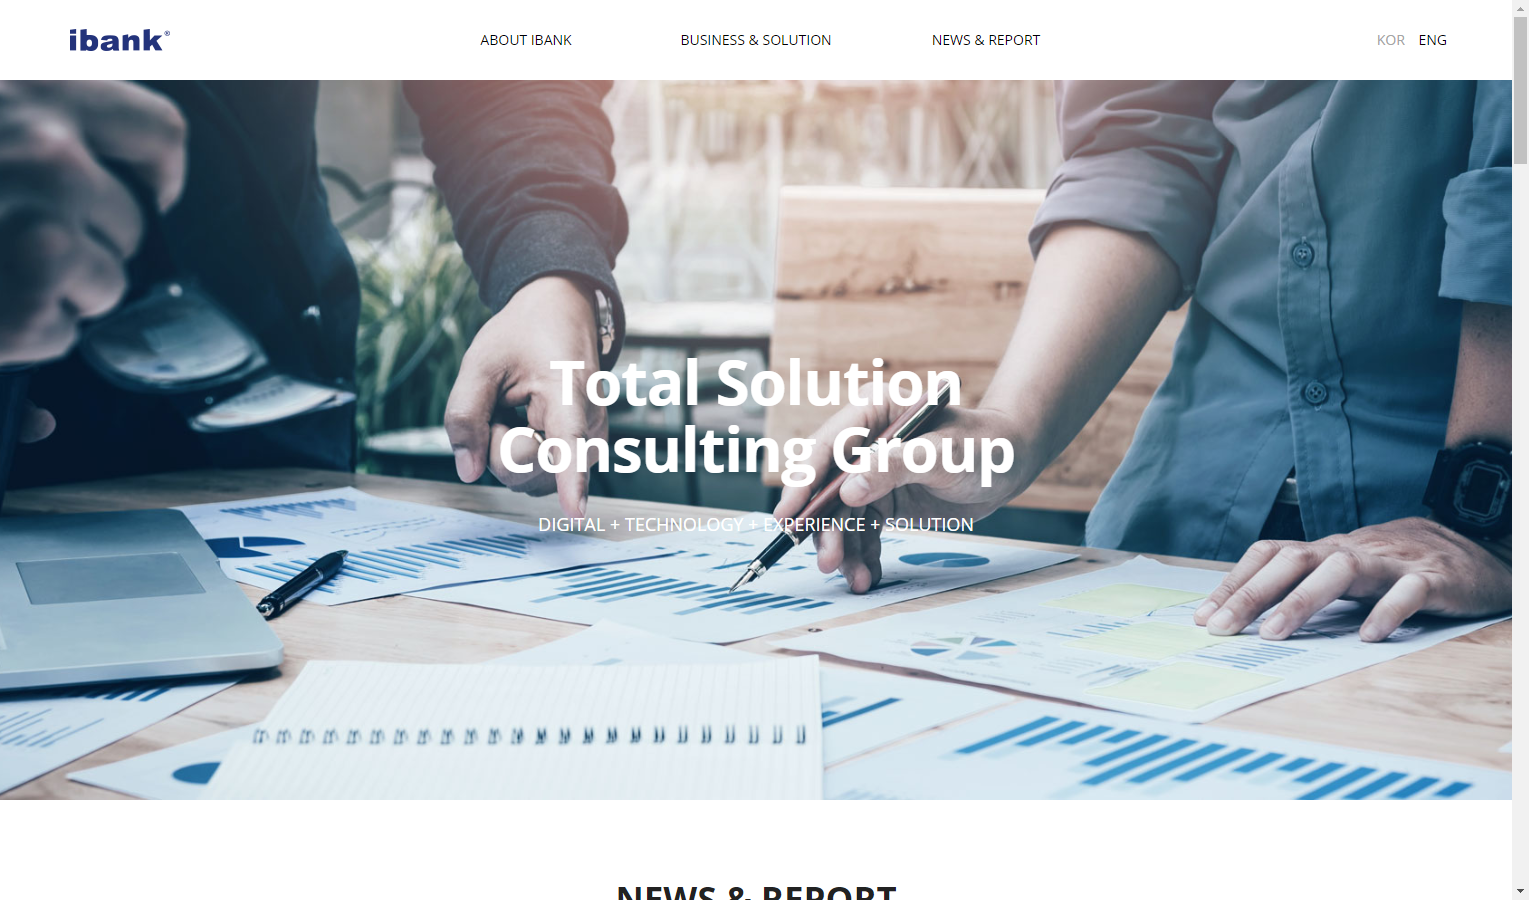 ibank®
ABOUT IBANK
BUSINESS & SOLUTION
NEWS & REPORT
KOR ENG
Total Solution
Consulting Group
DIGITAL + TECHNOLOGY + EXPERIENCE + SOLUTION
NEWS & REPORT